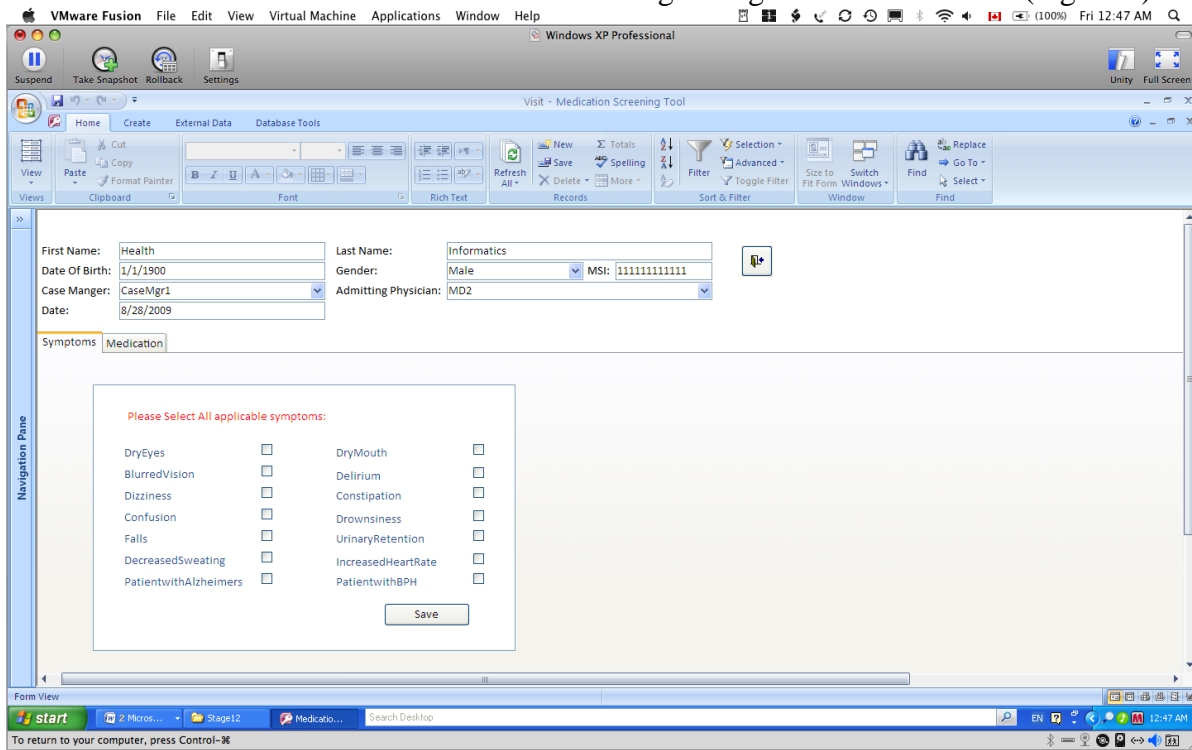 VMware Fusion File Edit View Virtual Machine Applications Window Help (100%) Fri 12:47 AM
Windows XP Professional
Suspend Take Snapshot Rollback Settings Unity Full Screen
Visit - Medication Screening Tool
Home Create External Data Database Tools
View Paste Cut Copy Format Painter B I U A Refresh All New Save Delete Σ Totals Spelling More Filter Selection Advanced Toggle Filter Size to Fit Form Switch Windows Find Replace Go To Select
Views Clipboard Font Rich Text Records Sort & Filter Window Find
Navigation Pane
First Name: Health Last Name: Informatics
Date Of Birth: 1/1/1900 Gender: Male MSI: 111111111111
Case Manger: CaseMgr1 Admitting Physician: MD2
Date: 8/28/2009
Symptoms Medication
Please Select All applicable symptoms:
DryEyes DryMouth
BlurredVision Delirium
Dizziness Constipation
Confusion Drownsiness
Falls UrinaryRetention
DecreasedSweating IncreasedHeartRate
PatientwithAlzheimers PatientwithBPH
Save
Form View
start 2 Micros... Stage12 Medicatio... Search Desktop EN 12:47 AM
To return to your computer, press Control-⌘